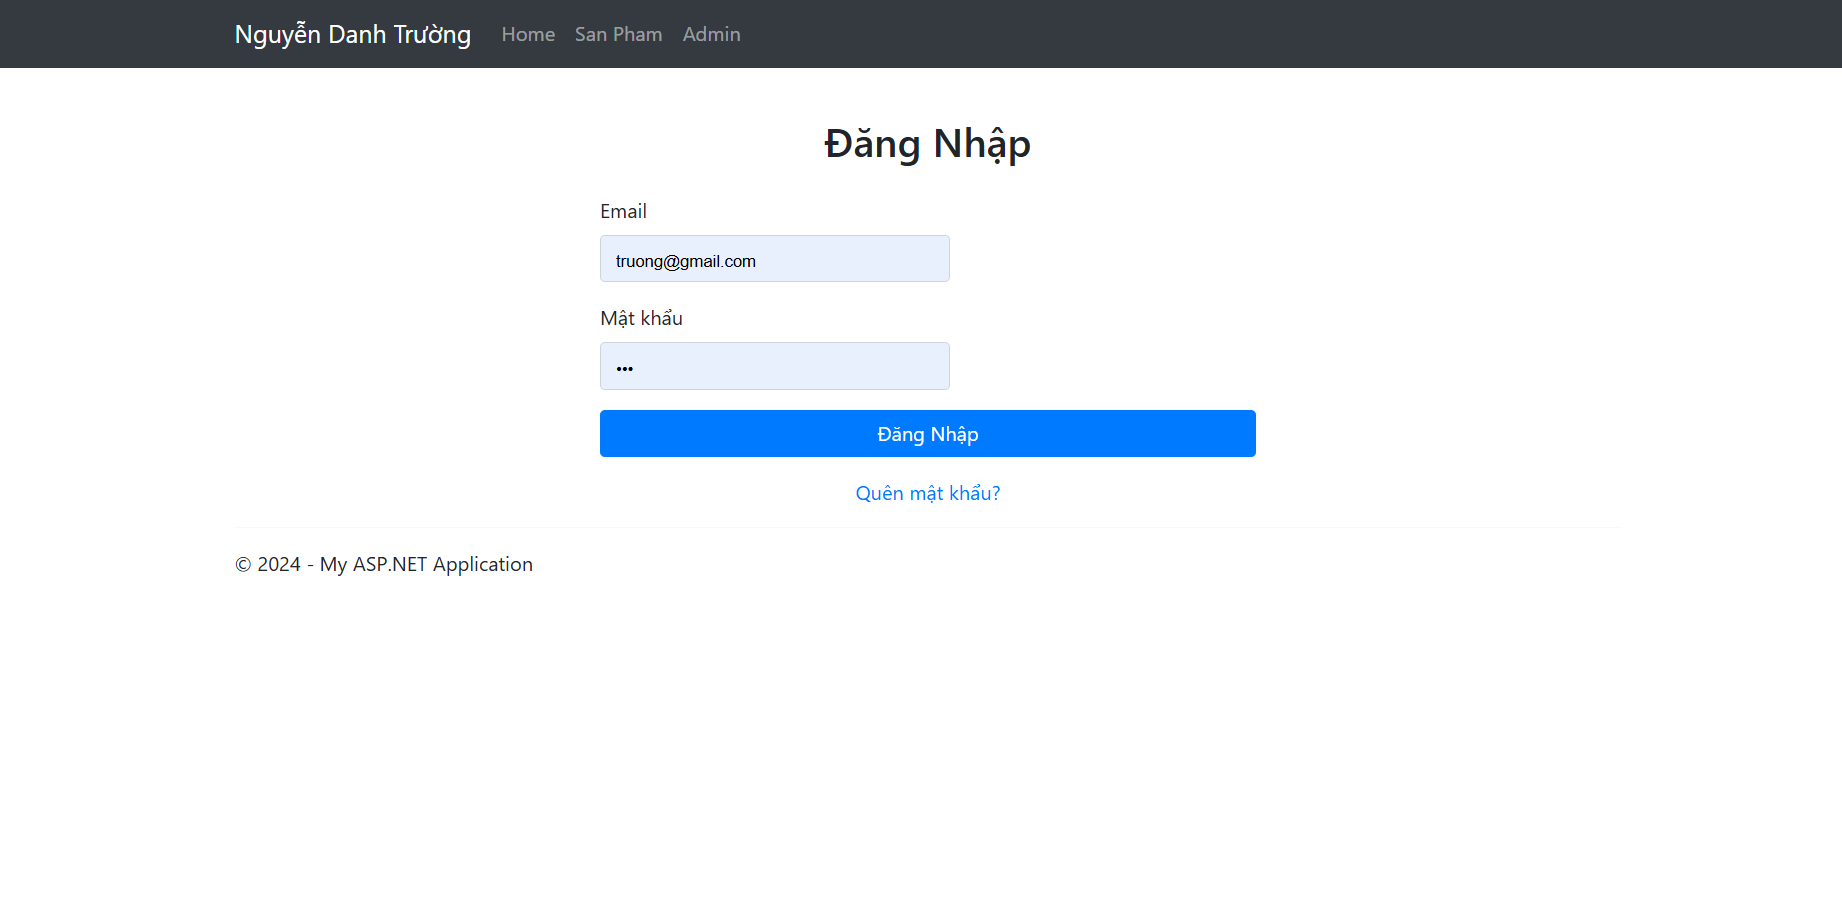 Nguyễn Danh Trường Home San Pham Admin
Đăng Nhập
Email
truong@gmail.com
Mật khẩu
•••
Đăng Nhập
Quên mật khẩu?
© 2024 - My ASP.NET Application